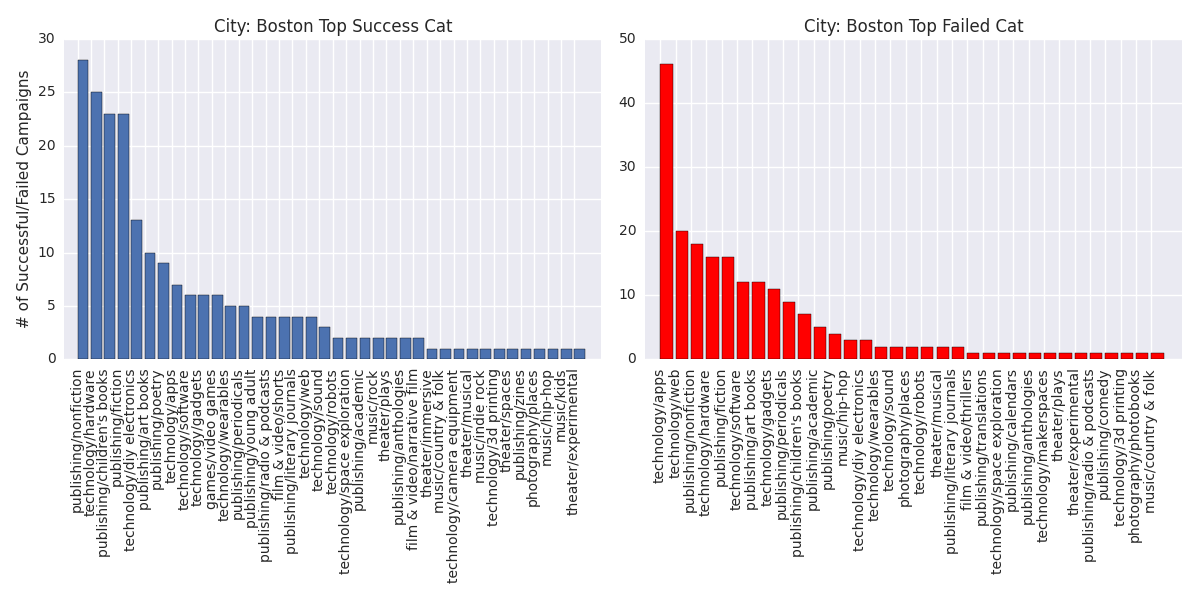 City: Boston Top Success Cat
# of Successful/Failed Campaigns
30
25
20
15
10
5
0
publishing/nonfiction
technology/hardware
publishing/children's books
publishing/fiction
technology/diy electronics
publishing/art books
publishing/poetry
technology/apps
technology/software
technology/gadgets
games/video games
technology/wearables
publishing/periodicals
publishing/young adult
publishing/radio & podcasts
film & video/shorts
publishing/literary journals
technology/web
technology/sound
technology/robots
technology/space exploration
publishing/academic
music/rock
theater/plays
publishing/anthologies
film & video/narrative film
theater/immersive
music/country & folk
technology/camera equipment
theater/musical
music/indie rock
technology/3d printing
theater/spaces
publishing/zines
photography/places
music/hip-hop
music/kids
theater/experimental
City: Boston Top Failed Cat
50
40
30
20
10
0
technology/apps
technology/web
publishing/nonfiction
technology/hardware
publishing/fiction
technology/software
publishing/art books
technology/gadgets
publishing/periodicals
publishing/children's books
publishing/academic
publishing/poetry
music/hip-hop
technology/diy electronics
technology/wearables
technology/sound
photography/places
technology/robots
theater/musical
publishing/literary journals
film & video/thrillers
publishing/translations
technology/space exploration
publishing/calendars
publishing/anthologies
technology/makerspaces
theater/plays
theater/experimental
publishing/radio & podcasts
publishing/comedy
technology/3d printing
photography/photobooks
music/country & folk